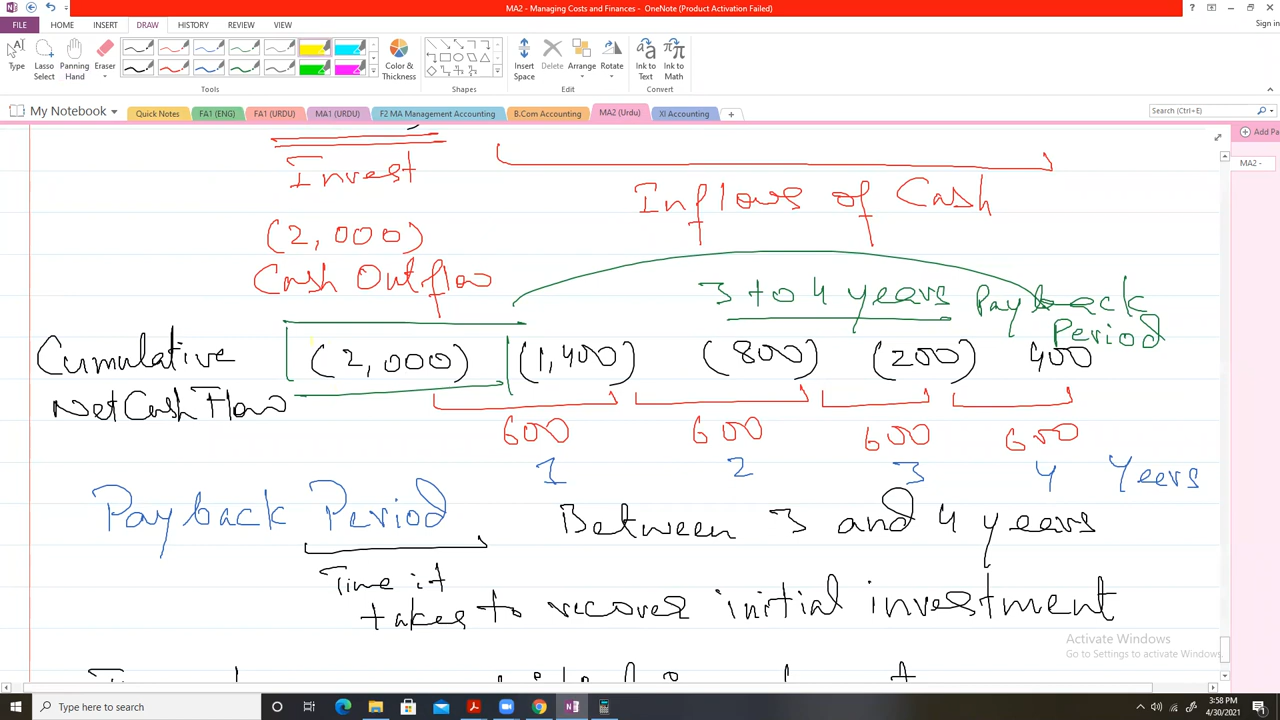 MA2 - Managing Costs and Finances - OneNote (Product Activation Failed)
Sign in
FILE HOME INSERT DRAW HISTORY REVIEW VIEW
Type Lasso Select Panning Hand Eraser Color & Thickness Insert Space Delete Arrange Rotate Ink to Text Ink to Math
Tools Shapes Edit Convert
My Notebook Quick Notes FA1 (ENG) FA1 (URDU) MA1 (URDU) F2 MA Management Accounting B.Com Accounting MA2 (Urdu) XI Accounting Search (Ctrl+E)
Add Pa
MA2 -
Invest
Inflows of Cash
(2,000)
Cash Outflow
3 to 4 years Payback
Period
Cumulative (2,000) (1,400) (800) (200) 400
Net Cash Flow
600 600 600 600
1 2 3 4 Yeers
Payback Period Between 3 and 4 years
Time it
takes to recover initial investment
Activate Windows
Go to Settings to activate Windows.
Type here to search
3:58 PM
4/30/2021